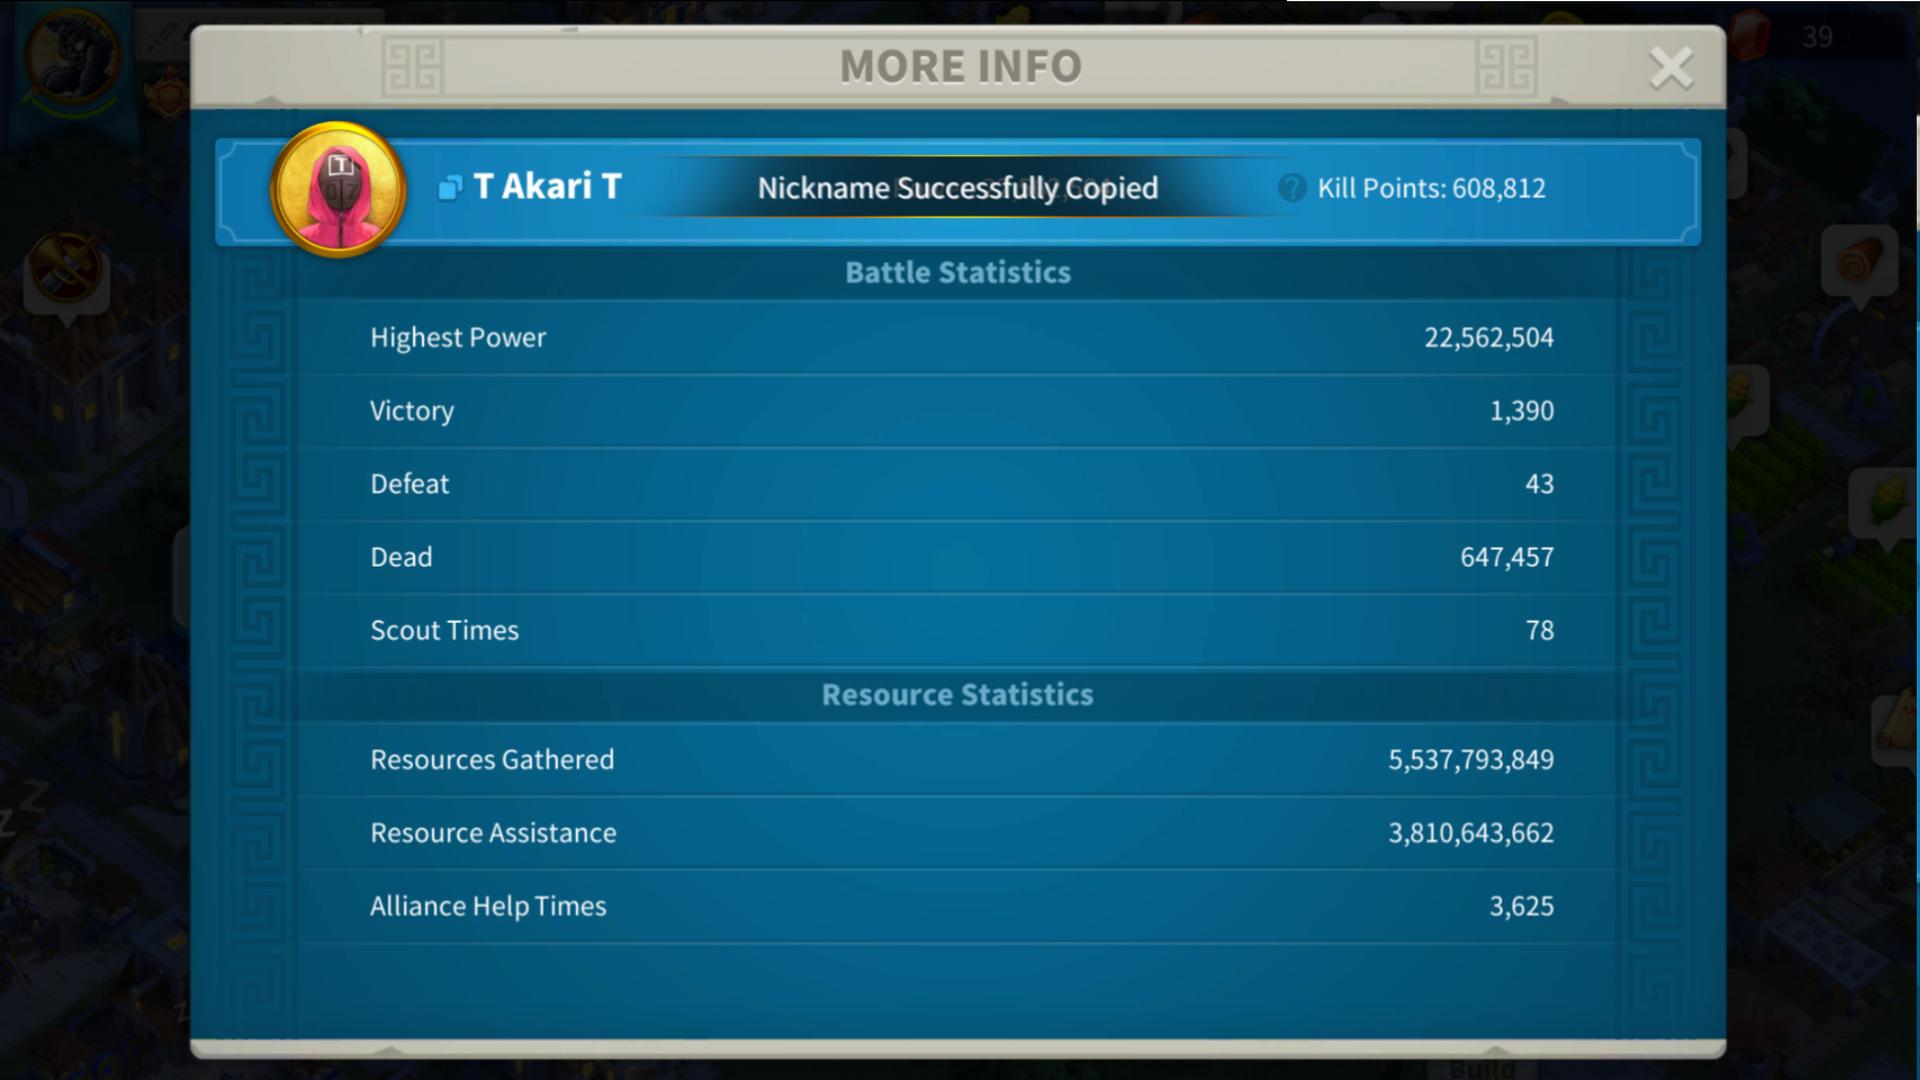 39
MORE INFO
T Akari T
Nickname Successfully Copied
Kill Points: 608,812
Battle Statistics
Highest Power 22,562,504
Victory 1,390
Defeat 43
Dead 647,457
Scout Times 78
Resource Statistics
Resources Gathered 5,537,793,849
Resource Assistance 3,810,643,662
Alliance Help Times 3,625
Build